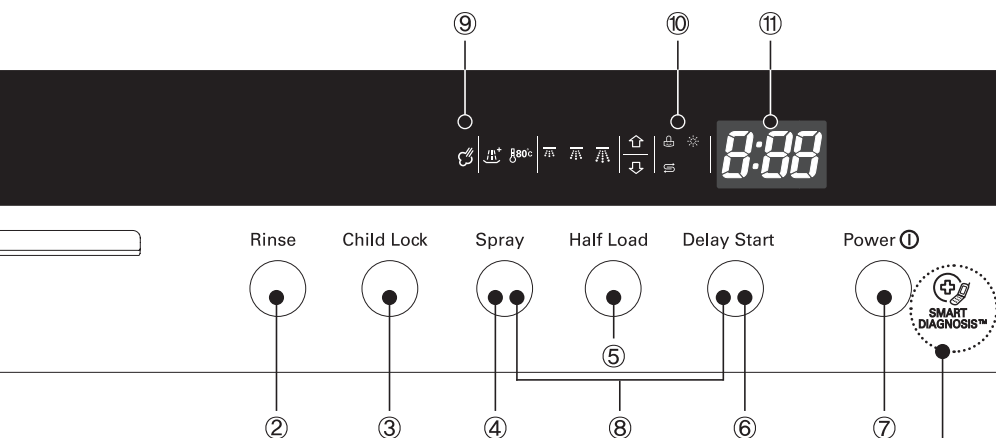 ⑨ ⑩ ⑪
80℃
8:88
Rinse Child Lock Spray Half Load Delay Start Power
SMART
DIAGNOSIS™
⑤
② ③ ④ ⑧ ⑥ ⑦